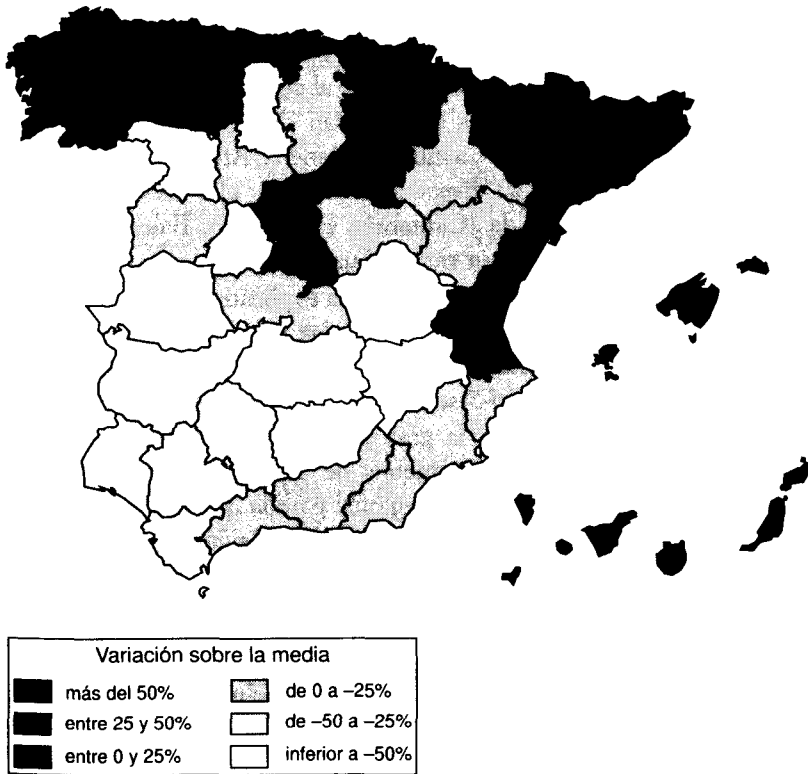 Variación sobre la media
más del 50%
entre 25 y 50%
entre 0 y 25%
de 0 a –25%
de –50 a –25%
inferior a –50%